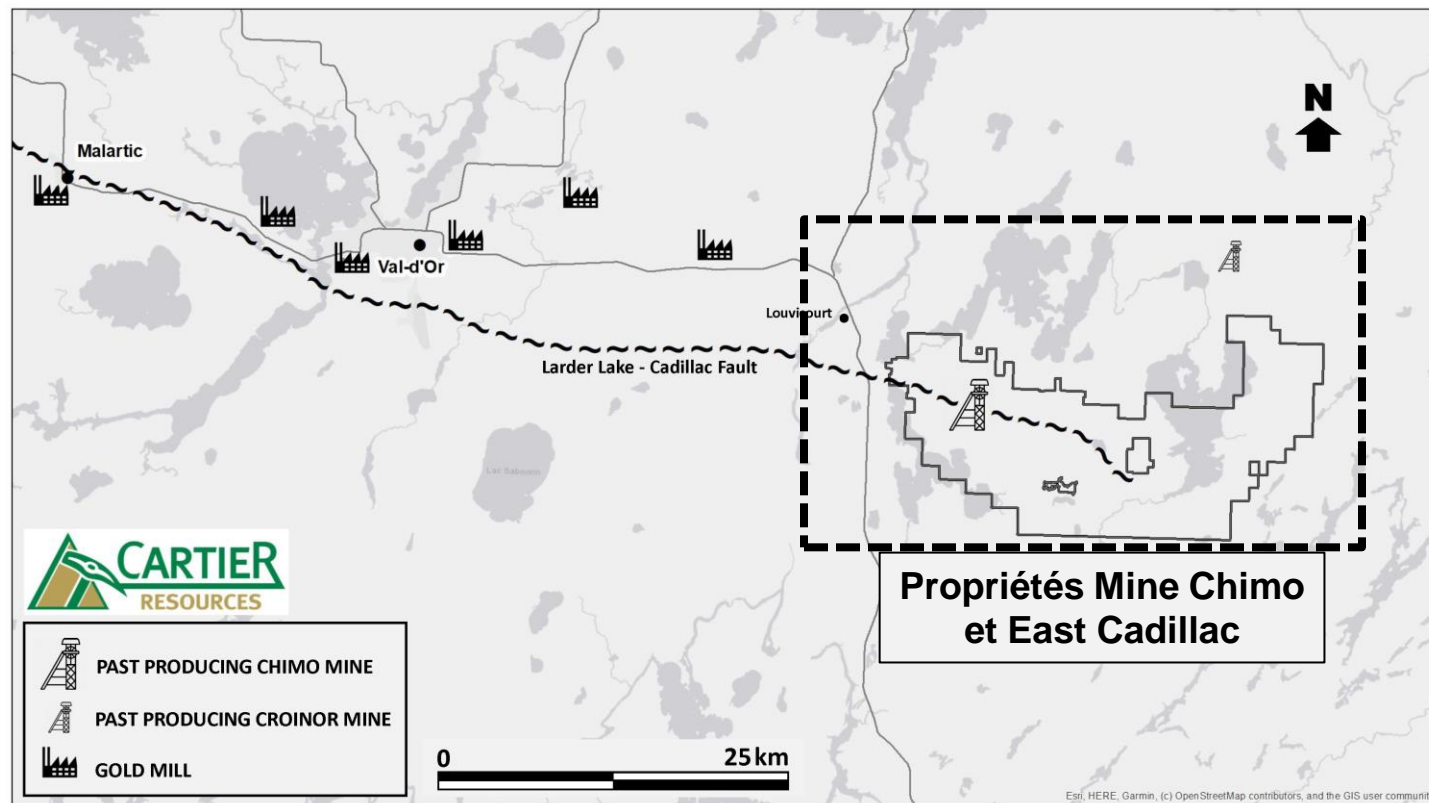 N
Malartic
Val-d'Or
Louvicourt
Larder Lake - Cadillac Fault
Lac Sabourin
CARTIER
RESOURCES
Propriétés Mine Chimo
et East Cadillac
PAST PRODUCING CHIMO MINE
PAST PRODUCING CROINOR MINE
GOLD MILL
0 25 km
Esri, HERE, Garmin, (c) OpenStreetMap contributors, and the GIS user communit